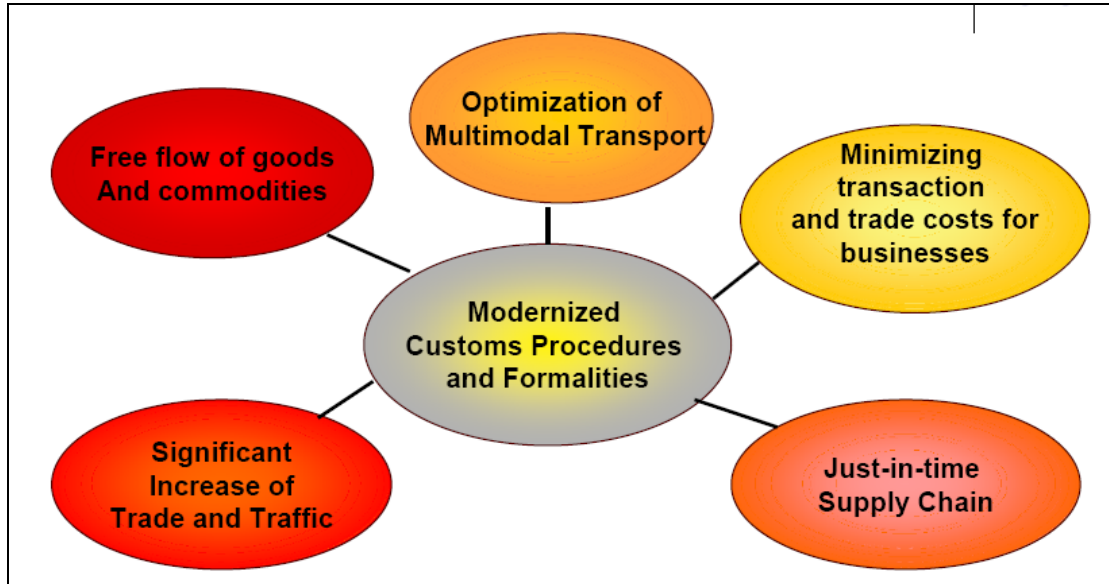 Optimization of
Multimodal Transport
Free flow of goods
And commodities
Minimizing
transaction
and trade costs for
businesses
Modernized
Customs Procedures
and Formalities
Significant
Increase of
Trade and Traffic
Just-in-time
Supply Chain